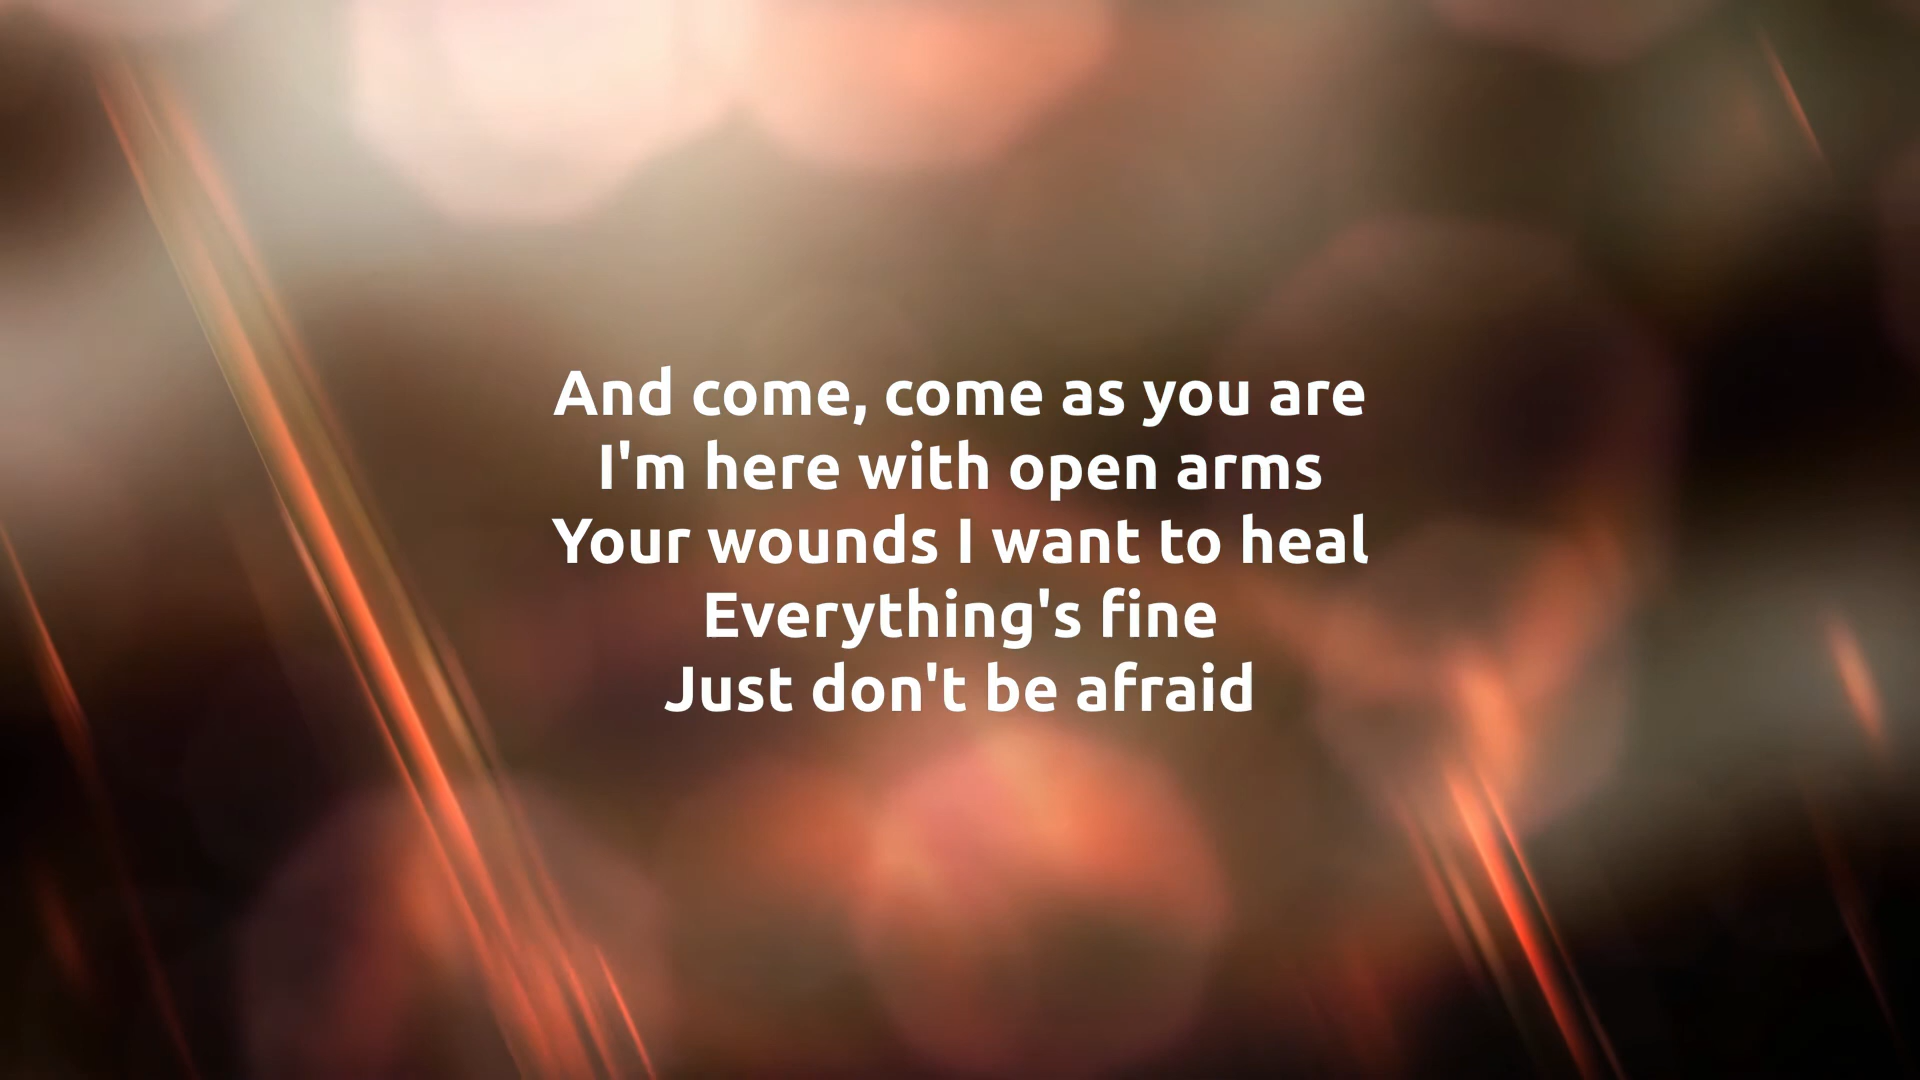 And come, come as you are
I'm here with open arms
Your wounds I want to heal
Everything's fine
Just don't be afraid